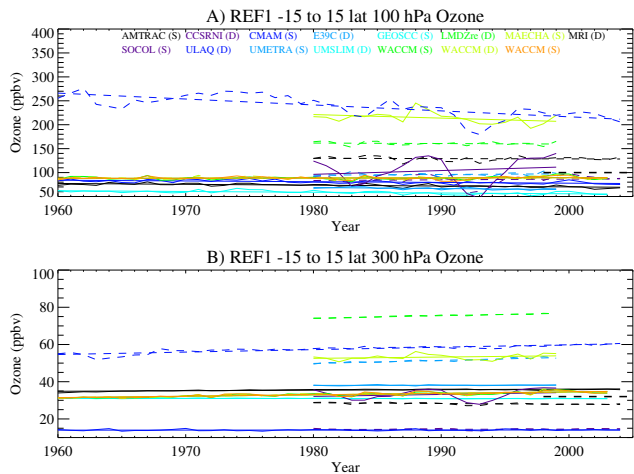 A) REF1 -15 to 15 lat 100 hPa Ozone
AMTRAC (S) CCSRNI (D) CMAM (S) E39C (D) GEOSCC (S) LMDZre (D) MAECHA (S) MRI (D)
SOCOL (S) ULAQ (D) UMETRA (S) UMSLIM (D) WACCM (S) WACCM (D) WACCM (S)
Ozone (ppbv)
400
350
300
250
200
150
100
50
1960 1970 1980 1990 2000
Year
B) REF1 -15 to 15 lat 300 hPa Ozone
Ozone (ppbv)
100
80
60
40
20
1960 1970 1980 1990 2000
Year